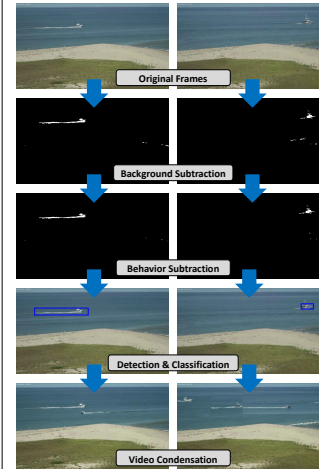 Original Frames
Background Subtraction
Behavior Subtraction
Detection & Classification
Video Condensation